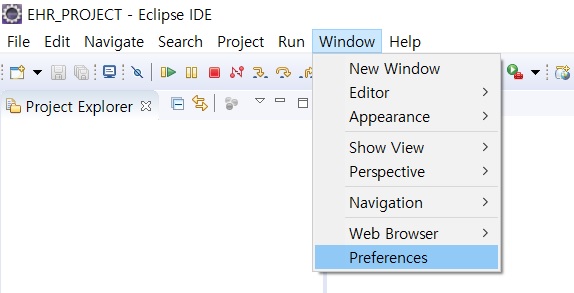 EHR_PROJECT - Eclipse IDE
File Edit Navigate Search Project Run Window Help
Project Explorer
New Window
Editor
Appearance
Show View
Perspective
Navigation
Web Browser
Preferences